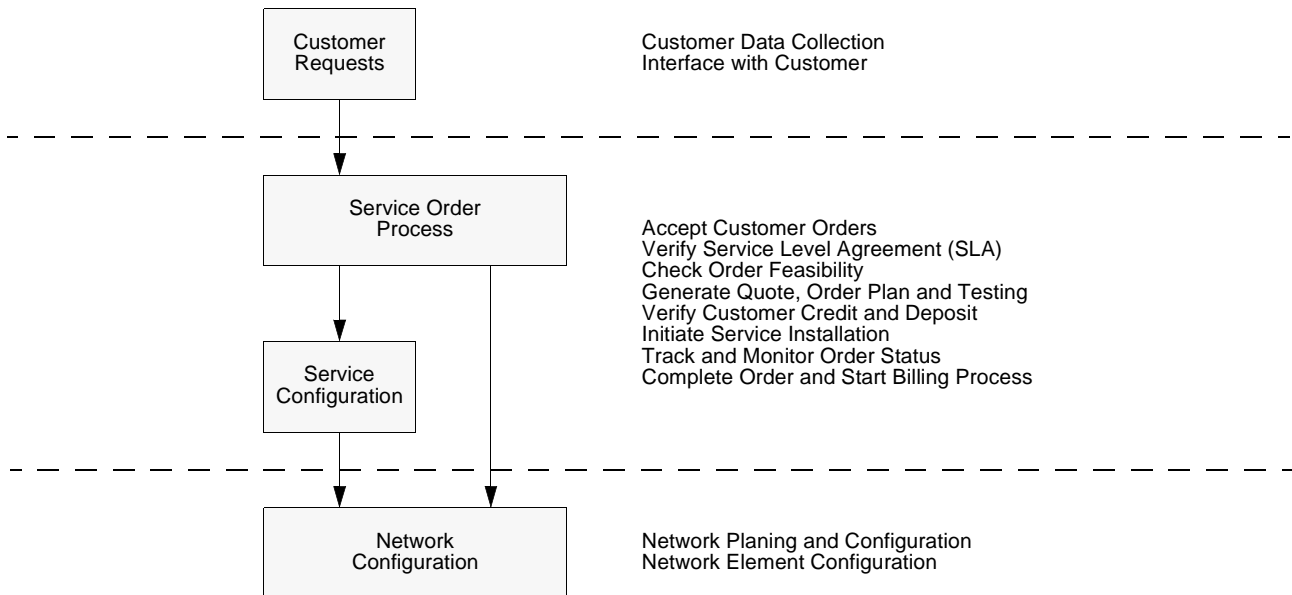 Customer
Requests
Customer Data Collection
Interface with Customer
Service Order
Process
Accept Customer Orders
Verify Service Level Agreement (SLA)
Check Order Feasibility
Generate Quote, Order Plan and Testing
Verify Customer Credit and Deposit
Initiate Service Installation
Track and Monitor Order Status
Complete Order and Start Billing Process
Service
Configuration
Network
Configuration
Network Planing and Configuration
Network Element Configuration